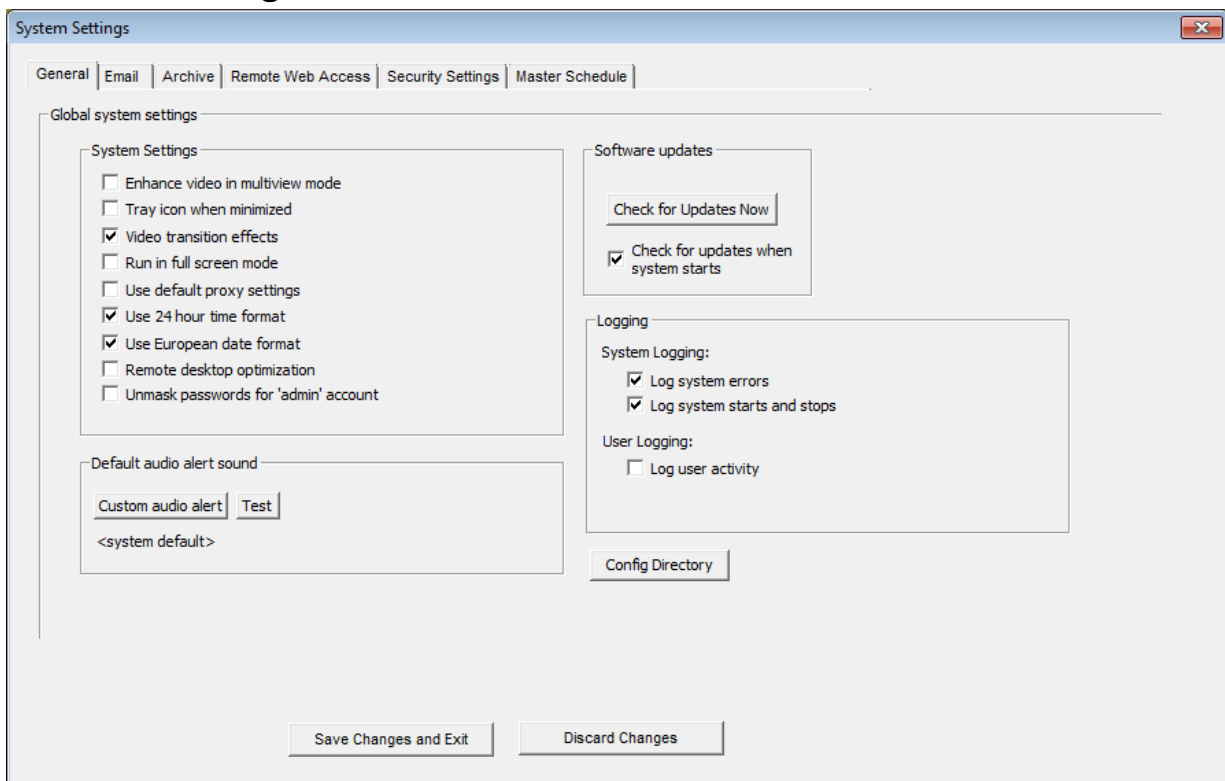 System Settings
General
Email
Archive
Remote Web Access
Security Settings
Master Schedule
Global system settings
System Settings
Enhance video in multiview mode
Tray icon when minimized
Video transition effects
Run in full screen mode
Use default proxy settings
Use 24 hour time format
Use European date format
Remote desktop optimization
Unmask passwords for 'admin' account
Default audio alert sound
Custom audio alert
Test
<system default>
Software updates
Check for Updates Now
Check for updates when
system starts
Logging
System Logging:
Log system errors
Log system starts and stops
User Logging:
Log user activity
Config Directory
Save Changes and Exit
Discard Changes